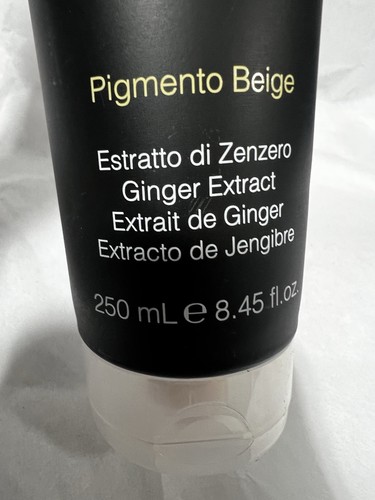 Pigmento Beige
Estratto di Zenzero
Ginger Extract
Extrait de Ginger
Extracto de Jengibre
250 mL ℮ 8.45 fl.oz.